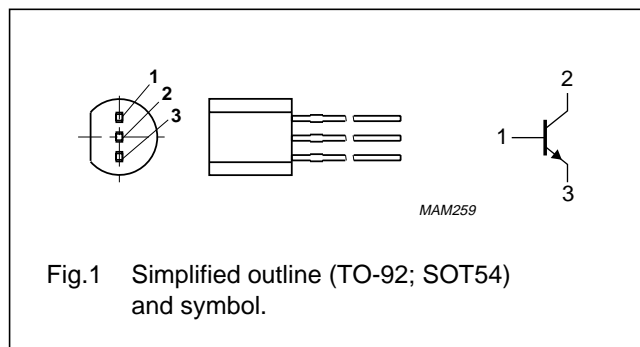 1
2
3
MAM259
1
2
3
Fig.1 Simplified outline (TO-92; SOT54)
and symbol.